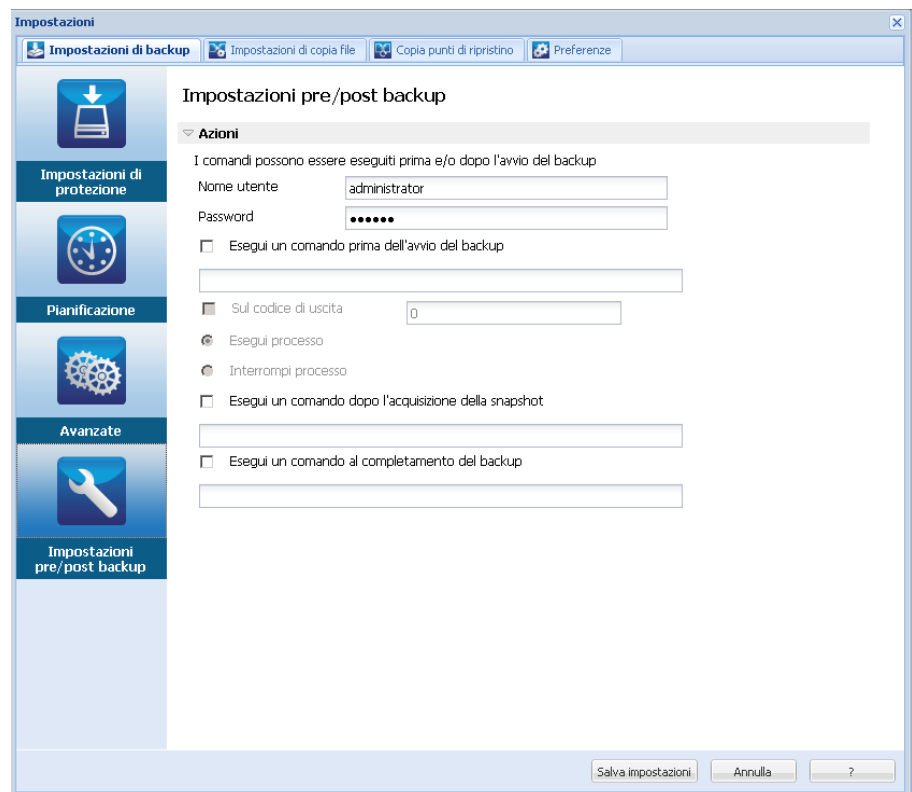 Impostazioni
Impostazioni di backup
Impostazioni di copia file
Copia punti di ripristino
Preferenze
Impostazioni di
protezione
Pianificazione
Avanzate
Impostazioni
pre/post backup
Impostazioni pre/post backup
Azioni
I comandi possono essere eseguiti prima e/o dopo l'avvio del backup
Nome utente
administrator
Password
••••••
Esegui un comando prima dell'avvio del backup
Sul codice di uscita
0
Esegui processo
Interrompi processo
Esegui un comando dopo l'acquisizione della snapshot
Esegui un comando al completamento del backup
Salva impostazioni
Annulla
?